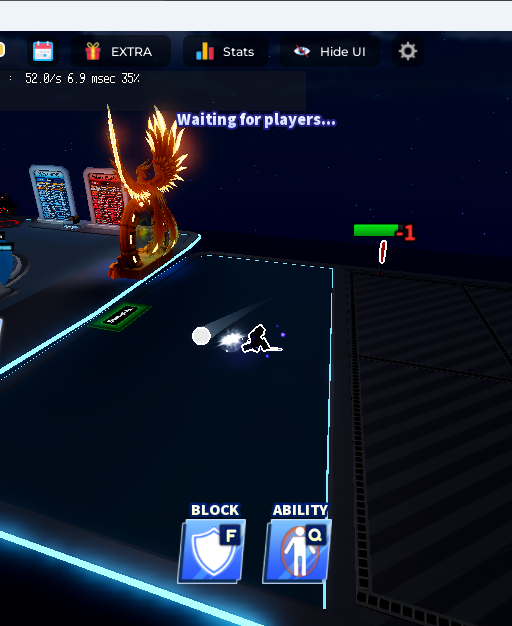 EXTRA
Stats
Hide UI
: 52.0/s 6.9 msec 35%
Waiting for players...
-1
BLOCK
ABILITY
F
Q